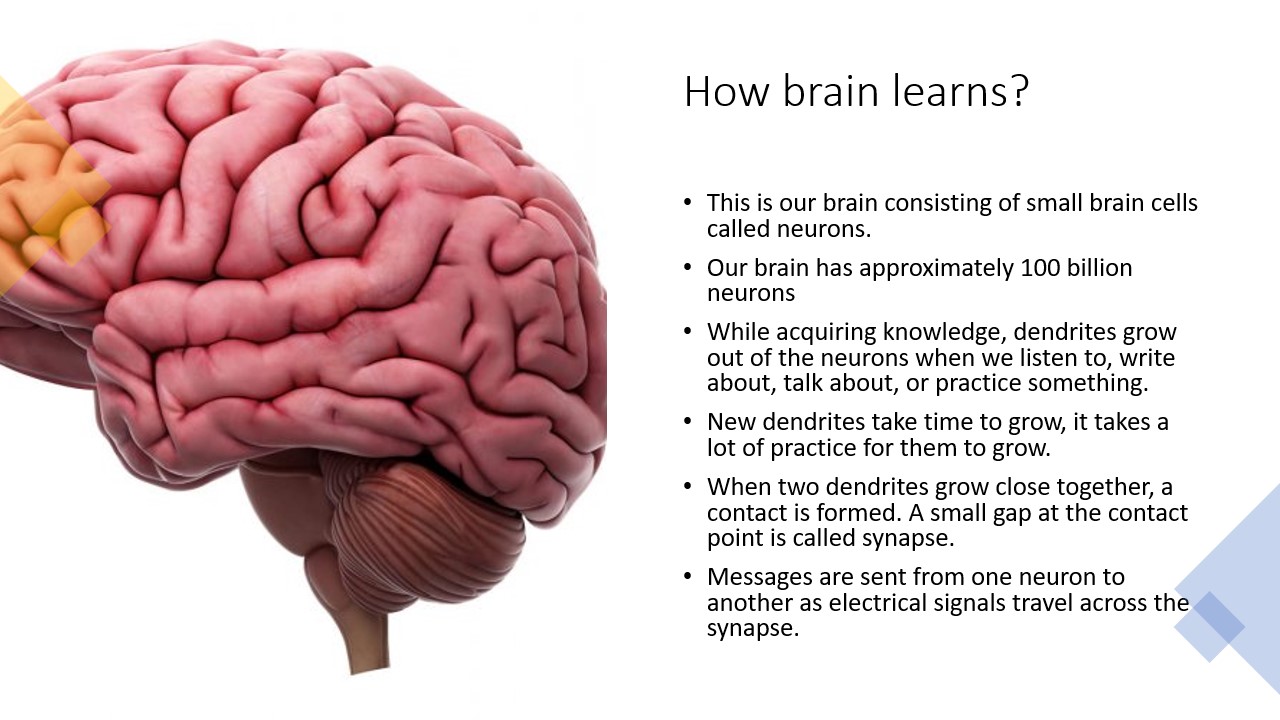 How brain learns?
• This is our brain consisting of small brain cells
called neurons.
• Our brain has approximately 100 billion
neurons
• While acquiring knowledge, dendrites grow
out of the neurons when we listen to, write
about, talk about, or practice something.
• New dendrites take time to grow, it takes a
lot of practice for them to grow.
• When two dendrites grow close together, a
contact is formed. A small gap at the contact
point is called synapse.
• Messages are sent from one neuron to
another as electrical signals travel across the
synapse.